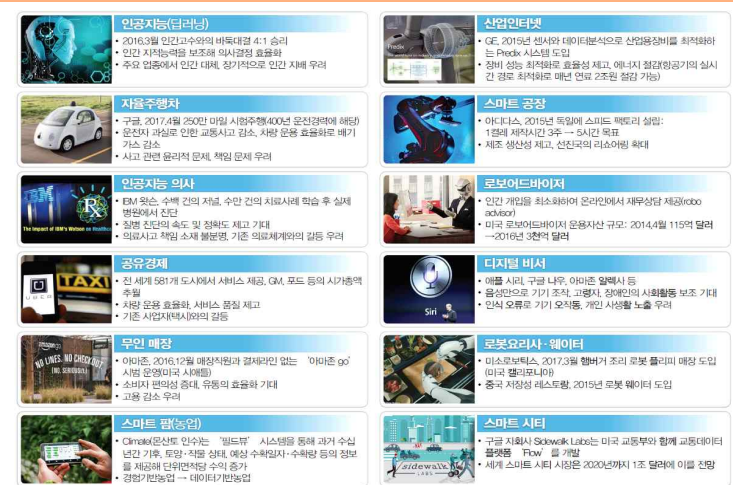 인공지능(딥러닝)
• 2016.3월 인간고수와의 바둑대결 4:1 승리
• 인간 지적능력을 보조해 의사결정 효율화
• 주요 업종에서 인간 대체, 장기적으로 인간 지배 우려
자율주행차
• 구글, 2017.4월 250만 마일 시험주행(400년 운전경력에 해당)
• 운전자 과실로 인한 교통사고 감소, 차량 운용 효율화로 배기
가스 감소
• 사고 관련 윤리적 문제, 책임 문제 우려
IBM
The Impact of IBM's Watson on Healthcare
인공지능 의사
• IBM 왓슨, 수백 건의 저널, 수만 건의 치료사례 학습 후 실제
병원에서 진단
• 질병 진단의 속도 및 정확도 제고 기대
• 의료사고 책임 소재 불분명, 기존 의료체계와의 갈등 우려
UBER
TAXI
공유경제
• 전 세계 581개 도시에서 서비스 제공, GM, 포드 등의 시가총액
추월
• 차량 운용 효율화, 서비스 품질 제고
• 기존 사업자(택시)와의 갈등
NO LINES. NO CHECKOUT
(NO, SERIOUSLY.)
무인 매장
• 아마존, 2016.12월 매장직원과 결제라인 없는 ‘아마존 go’
시범 운영(미국 시애틀)
• 소비자 편의성 증대, 유통의 효율화 기대
• 고용 감소 우려
스마트 팜(농업)
• Climate(몬산토 인수)는 ‘필드뷰’ 시스템을 통해 과거 수십
년간 기후, 토양·작물 상태, 예상 수확일자·수확량 등의 정보
를 제공해 단위면적당 수익 증가
• 경험기반농업 → 데이터기반농업
Predix
산업인터넷
• GE, 2015년 센서와 데이터분석으로 산업용장비를 최적화하
는 Predix 시스템 도입
• 장비 성능 최적화로 효율성 제고, 에너지 절감(항공기의 실시
간 경로 최적화로 매년 연료 2조원 절감 가능)
스마트 공장
• 아디다스, 2015년 독일에 스피드 팩토리 설립:
1켤레 제작시간 3주 → 5시간 목표
• 제조 생산성 제고, 선진국의 리쇼어링 확대
로보어드바이저
• 인간 개입을 최소화하여 온라인에서 재무상담 제공(robo
advisor)
• 미국 로보어드바이저 운용자산 규모: 2014.4월 115억 달러
→2016년 3천억 달러
Siri
디지털 비서
• 애플 시리, 구글 나우, 아마존 알렉사 등
• 음성만으로 기기 조작, 고령자, 장애인의 사회활동 보조 기대
• 인식 오류로 기기 오작동, 개인 사생활 노출 우려
로봇요리사·웨이터
• 미소로보틱스, 2017.3월 햄버거 조리 로봇 플리피 매장 도입
(미국 캘리포니아)
• 중국 저장성 레스토랑, 2015년 로봇 웨이터 도입
sidewalk
LABS
스마트 시티
• 구글 자회사 Sidewalk Labs는 미국 교통부와 함께 교통데이터
플랫폼 ‘Flow’를 개발
• 세계 스마트 시티 시장은 2020년까지 1조 달러에 이를 전망